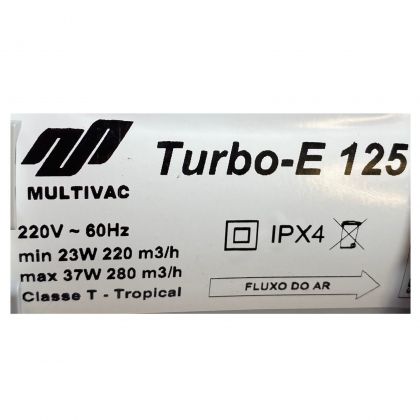 MULTIVAC
Turbo-E 125
220V ~ 60Hz
min 23W 220 m3/h
max 37W 280 m3/h
Classe T - Tropical
IPX4
FLUXO DO AR